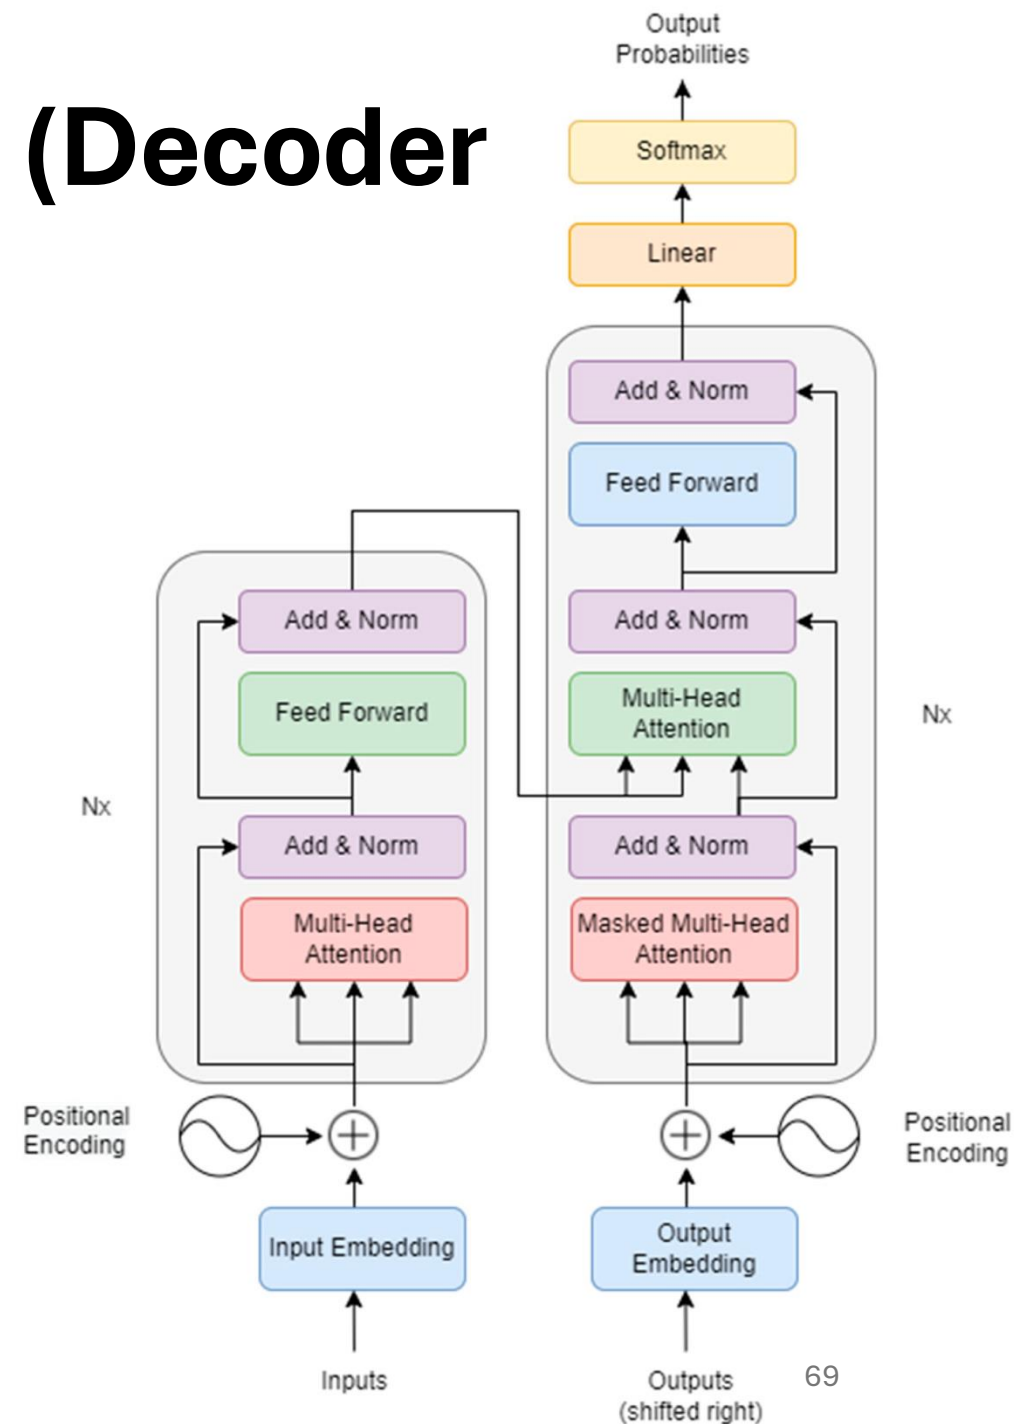 (Decoder
Output
Probabilities
Softmax
Linear
Add & Norm
Feed Forward
Add & Norm
Multi-Head
Attention
Add & Norm
Masked Multi-Head
Attention
Nx
Add & Norm
Feed Forward
Add & Norm
Multi-Head
Attention
Nx
Positional
Encoding
Positional
Encoding
Input Embedding
Output
Embedding
Inputs
Outputs
(shifted right)
69